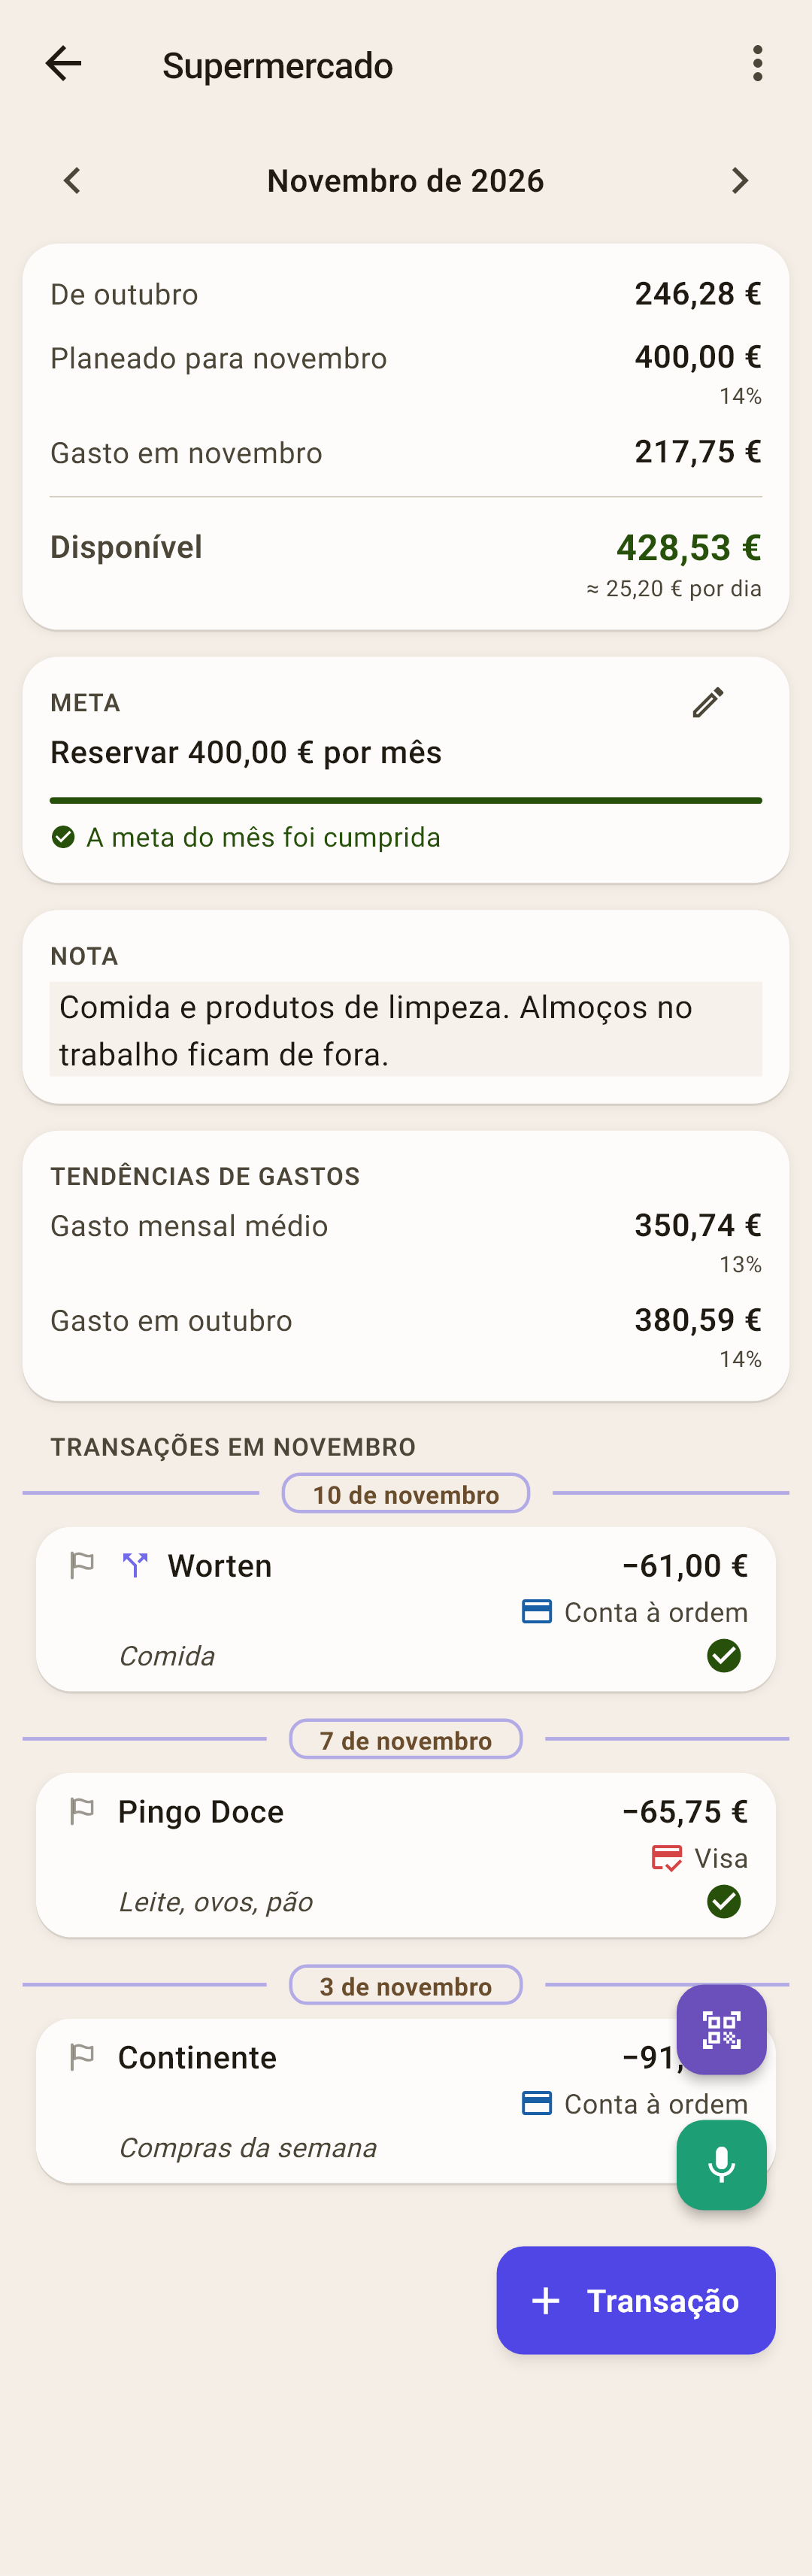 Supermercado
Novembro de 2026
De outubro 246,28 €
Planeado para novembro 400,00 €
14%
Gasto em novembro 217,75 €
Disponível 428,53 €
≈ 25,20 € por dia
META
Reservar 400,00 € por mês
A meta do mês foi cumprida
NOTA
Comida e produtos de limpeza. Almoços no
trabalho ficam de fora.
TENDÊNCIAS DE GASTOS
Gasto mensal médio 350,74 €
13%
Gasto em outubro 380,59 €
14%
TRANSAÇÕES EM NOVEMBRO
10 de novembro
Worten −61,00 €
Conta à ordem
Comida
7 de novembro
Pingo Doce −65,75 €
Visa
Leite, ovos, pão
3 de novembro
Continente −91,
Conta à ordem
Compras da semana
Transação